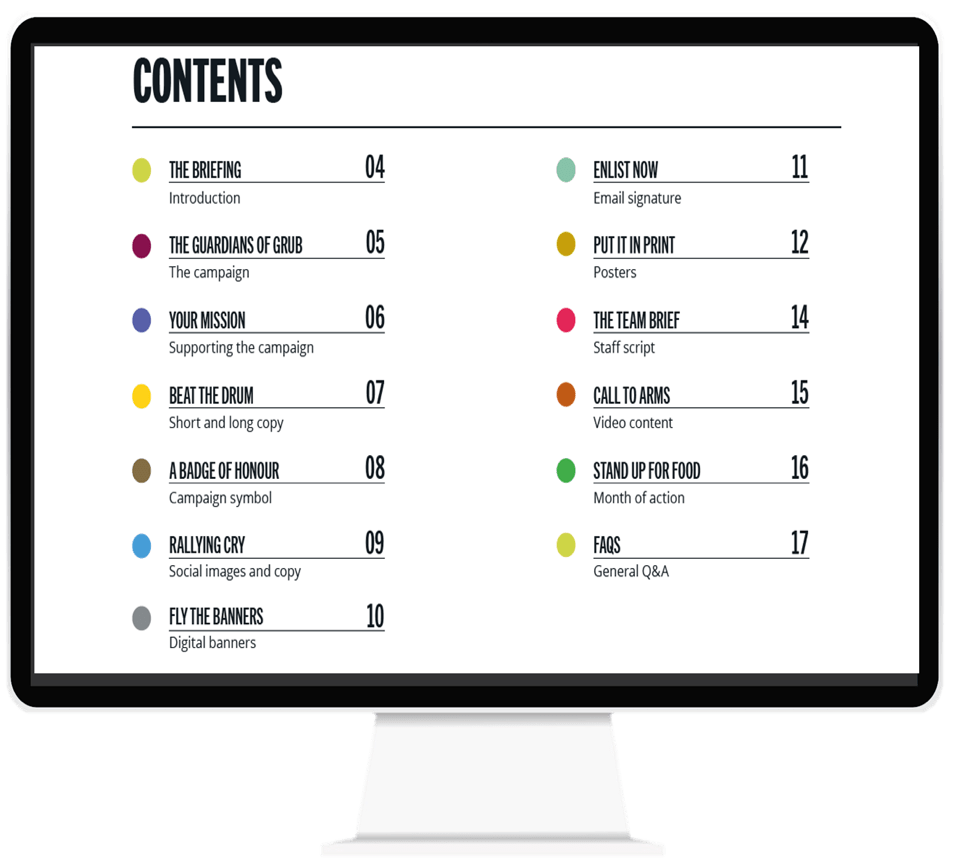 CONTENTS
THE BRIEFING 04
Introduction
THE GUARDIANS OF GRUB 05
The campaign
YOUR MISSION 06
Supporting the campaign
BEAT THE DRUM 07
Short and long copy
A BADGE OF HONOUR 08
Campaign symbol
RALLYING CRY 09
Social images and copy
FLY THE BANNERS 10
Digital banners
ENLIST NOW 11
Email signature
PUT IT IN PRINT 12
Posters
THE TEAM BRIEF 14
Staff script
CALL TO ARMS 15
Video content
STAND UP FOR FOOD 16
Month of action
FAQS 17
General Q&A